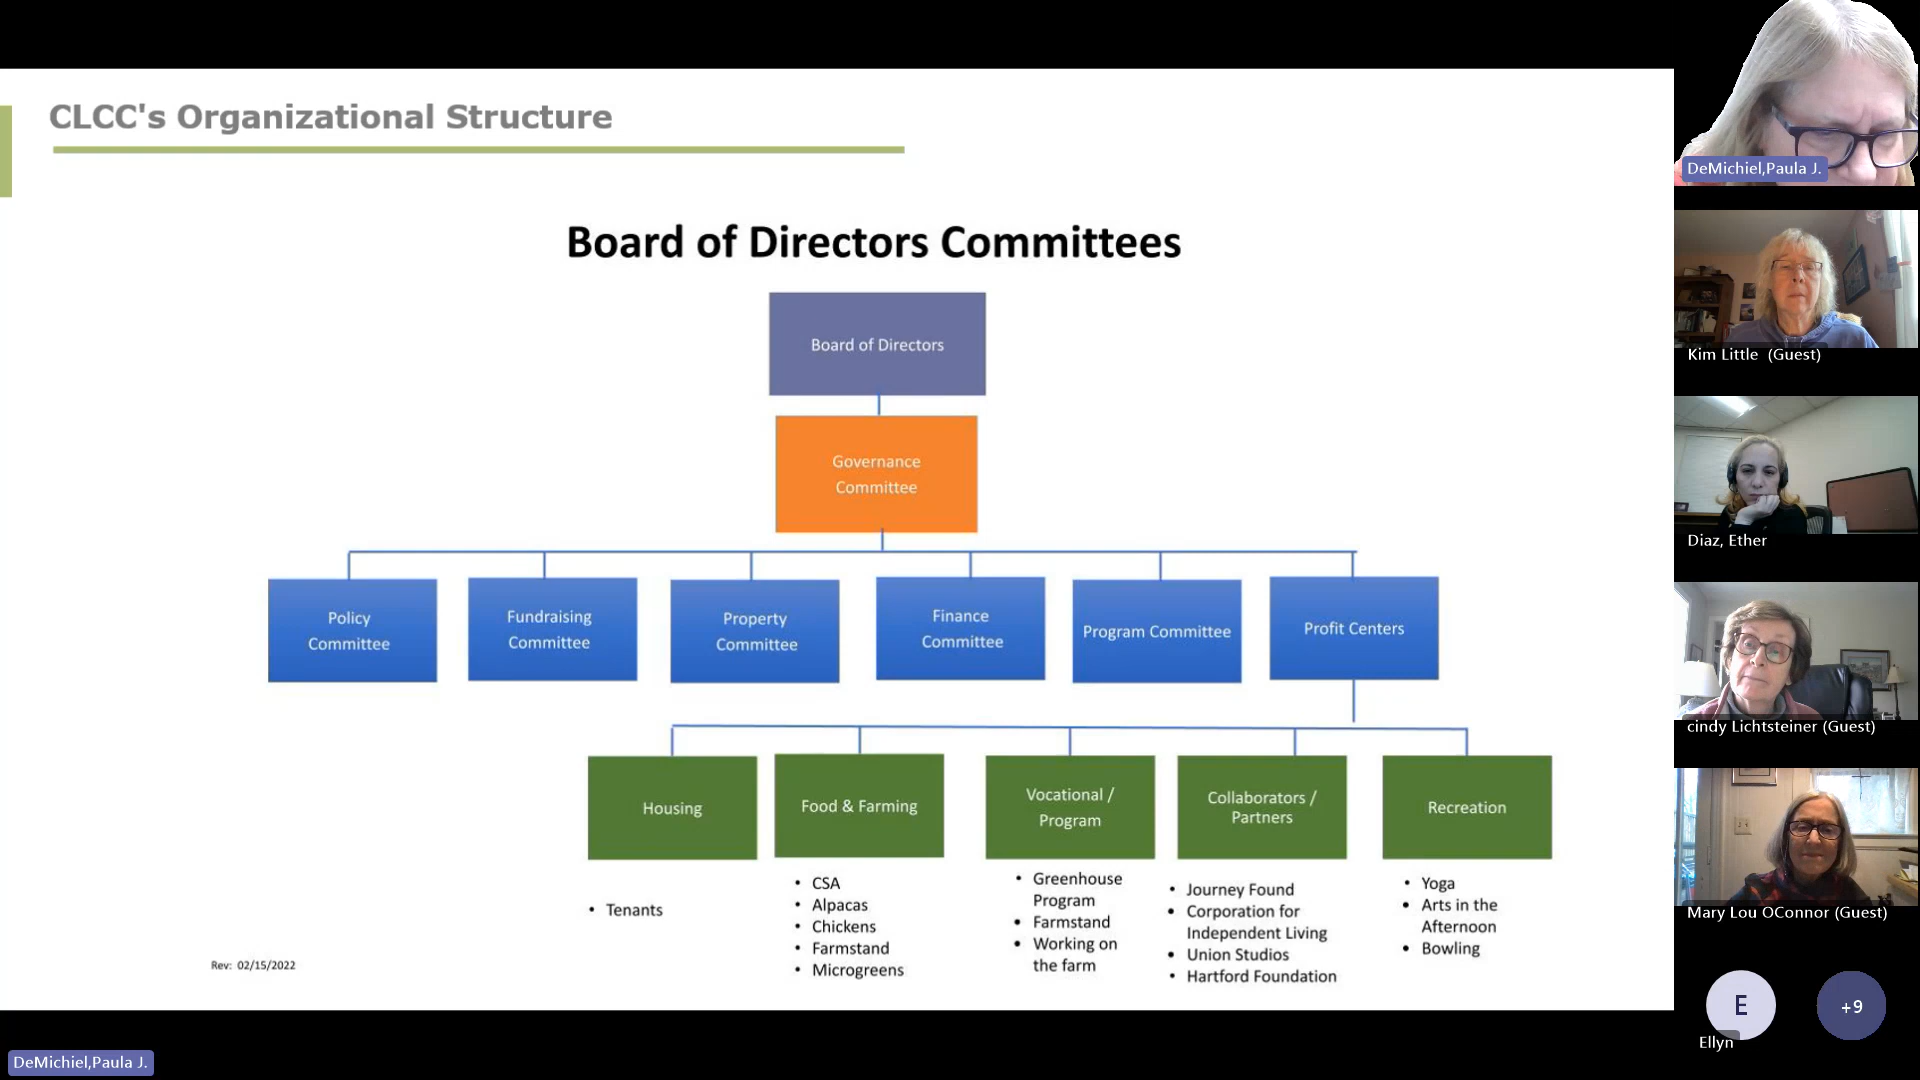 CLCC's Organizational Structure
Board of Directors Committees
Board of Directors
Governance
Committee
Policy
Committee
Fundraising
Committee
Property
Committee
Finance
Committee
Program Committee
Profit Centers
Housing
Food & Farming
Vocational /
Program
Collaborators /
Partners
Recreation
• Tenants
• CSA
• Alpacas
• Chickens
• Farmstand
• Microgreens
• Greenhouse
Program
• Farmstand
• Working on
the farm
• Journey Found
• Corporation for
Independent Living
• Union Studios
• Hartford Foundation
• Yoga
• Arts in the
Afternoon
• Bowling
Rev: 02/15/2022
DeMichiel,Paula J.
Kim Little (Guest)
Diaz, Ether
cindy Lichtsteiner (Guest)
Mary Lou OConnor (Guest)
E
Ellyn
+9
DeMichiel,Paula J.